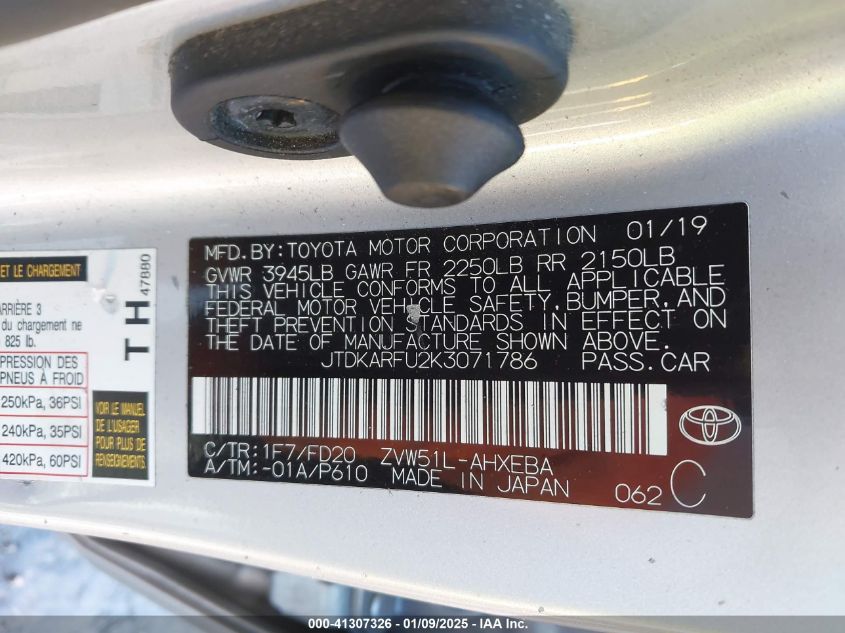 MFD. BY: TOYOTA MOTOR CORPORATION 01/19
GVWR 3945LB GAWR FR 2250LB RR 2150LB
THIS VEHICLE CONFORMS TO ALL APPLICABLE
FEDERAL MOTOR VEHICLE SAFETY, BUMPER, AND
THEFT PREVENTION STANDARDS IN EFFECT ON
THE DATE OF MANUFACTURE SHOWN ABOVE.
JTDKARFU2K3071786 PASS. CAR
C/TR: 1F7/FD20 ZVW51L-AHXEBA
A/TM: -01A/P610 MADE IN JAPAN
062 C
ET LE CHARGEMENT
ARRIÈRE 3
du chargement ne
825 lb.
PRESSION DES
PNEUS À FROID
250kPa, 36PSI
240kPa, 35PSI
420kPa, 60PSI
VOIR LE MANUEL
DE L'USAGER
POUR PLUS DE
RENSEIGNEMENTS
TH
47880
000-41307326 - 01/09/2025 - IAA Inc.